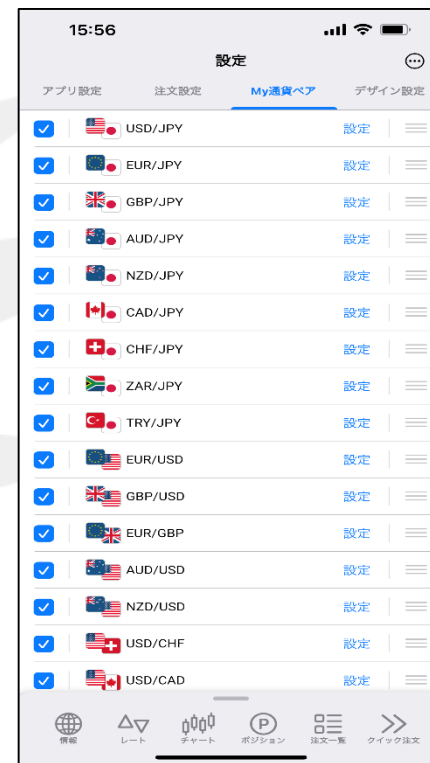 15:56
設定
アプリ設定 注文設定 My通貨ペア デザイン設定
USD/JPY 設定
EUR/JPY 設定
GBP/JPY 設定
AUD/JPY 設定
NZD/JPY 設定
CAD/JPY 設定
CHF/JPY 設定
ZAR/JPY 設定
TRY/JPY 設定
EUR/USD 設定
GBP/USD 設定
EUR/GBP 設定
AUD/USD 設定
NZD/USD 設定
USD/CHF 設定
USD/CAD 設定
P
情報 レート チャート ポジション 注文一覧 クイック注文